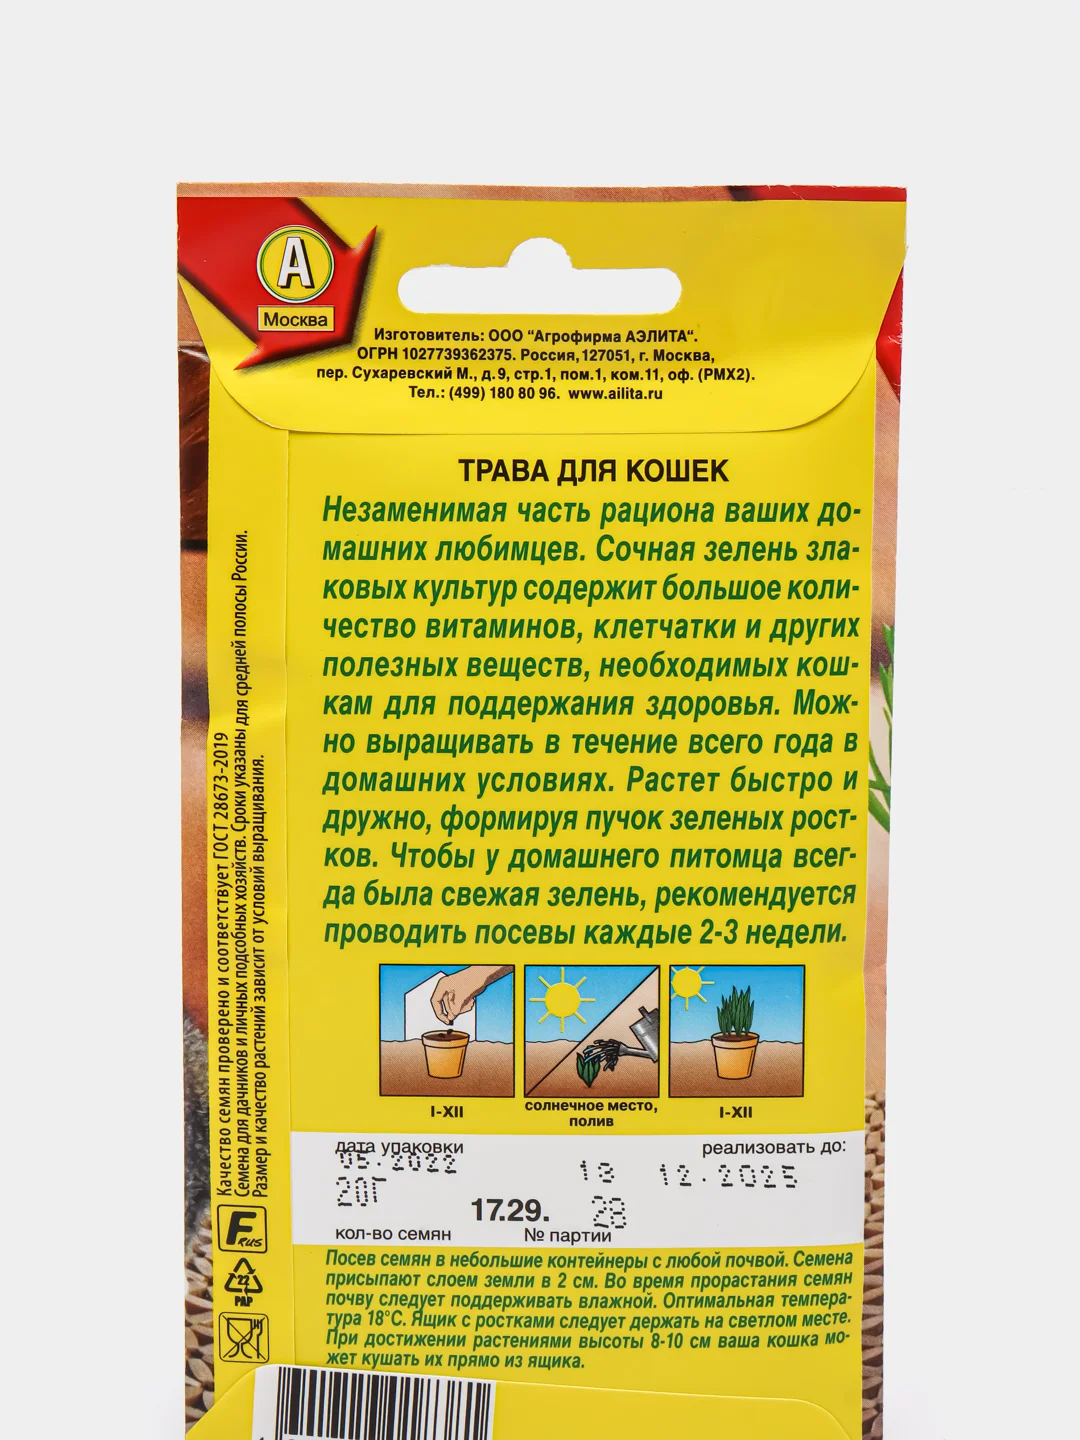 А
Москва
Изготовитель: ООО "Агрофирма АЭЛИТА".
ОГРН 1027739362375. Россия, 127051, г. Москва,
пер. Сухаревский М., д.9, стр.1, пом.1, ком.11, оф. (РМХ2).
Тел.: (499) 180 80 96. www.ailita.ru
ТРАВА ДЛЯ КОШЕК
Незаменимая часть рациона ваших до-
машних любимцев. Сочная зелень зла-
ковых культур содержит большое коли-
чество витаминов, клетчатки и других
полезных веществ, необходимых кош-
кам для поддержания здоровья. Мож-
но выращивать в течение всего года в
домашних условиях. Растет быстро и
дружно, формируя пучок зеленых рост-
ков. Чтобы у домашнего питомца всег-
да была свежая зелень, рекомендуется
проводить посевы каждые 2-3 недели.
I-XII
солнечное место,
полив
I-XII
дата упаковки
реализовать до:
05.2022
13
12.2025
20Г
17.29.
28
кол-во семян
№ партии
Посев семян в небольшие контейнеры с любой почвой. Семена
присыпают слоем земли в 2 см. Во время прорастания семян
почву следует поддерживать влажной. Оптимальная темпера-
тура 18°С. Ящик с ростками следует держать на светлом месте.
При достижении растениями высоты 8-10 см ваша кошка мо-
жет кушать их прямо из ящика.
Качество семян проверено и соответствует ГОСТ 28673-2019
Семена для дачников и личных подсобных хозяйств. Сроки указаны для средней полосы России.
Размер и качество растений зависит от условий выращивания.
F RUS
22
PAP